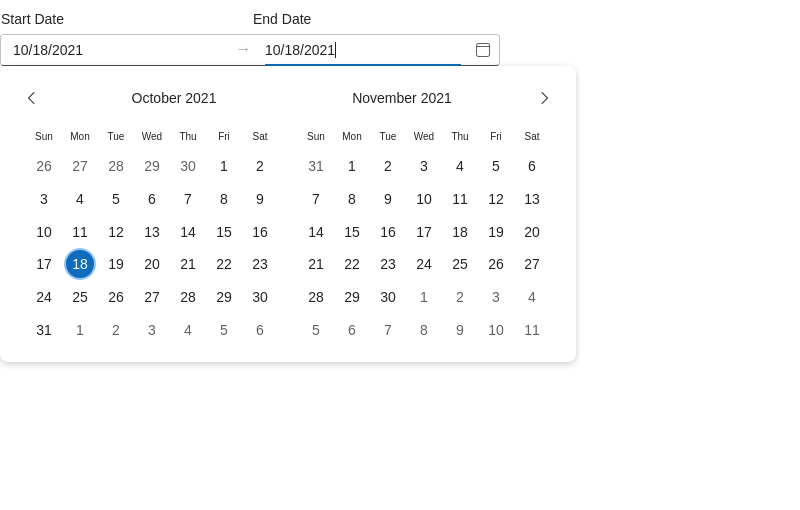 Start Date End Date
10/18/2021 → 10/18/2021
October 2021 November 2021
Sun Mon Tue Wed Thu Fri Sat Sun Mon Tue Wed Thu Fri Sat
26 27 28 29 30 1 2 31 1 2 3 4 5 6
3 4 5 6 7 8 9 7 8 9 10 11 12 13
10 11 12 13 14 15 16 14 15 16 17 18 19 20
17 18 19 20 21 22 23 21 22 23 24 25 26 27
24 25 26 27 28 29 30 28 29 30 1 2 3 4
31 1 2 3 4 5 6 5 6 7 8 9 10 11